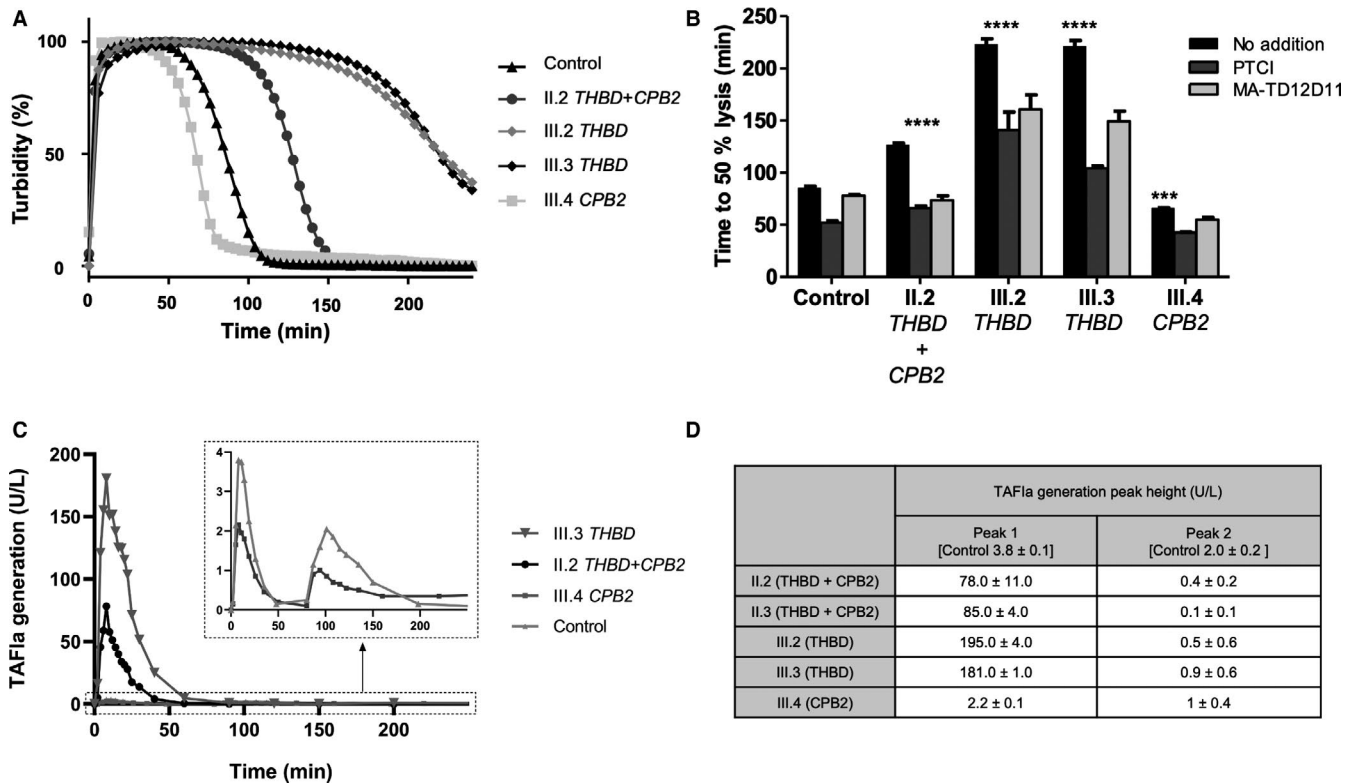 A
Turbidity (%)
100
50
0
0 50 100 150 200
Time (min)
Control
II.2 THBD+CPB2
III.2 THBD
III.3 THBD
III.4 CPB2
B
Time to 50 % lysis (min)
250
200
150
100
50
0
****
****
****
***
Control II.2 III.2 III.3 III.4
THBD THBD THBD CPB2
+
CPB2
No addition
PTCI
MA-TD12D11
C
TAFIa generation (U/L)
200
150
100
50
0
0 50 100 150 200
Time (min)
4
3
2
1
0
0 50 100 150 200
III.3 THBD
II.2 THBD+CPB2
III.4 CPB2
Control
D
TAFIa generation peak height (U/L)
Peak 1 Peak 2
[Control 3.8 ± 0.1] [Control 2.0 ± 0.2 ]
II.2 (THBD + CPB2) 78.0 ± 11.0 0.4 ± 0.2
II.3 (THBD + CPB2) 85.0 ± 4.0 0.1 ± 0.1
III.2 (THBD) 195.0 ± 4.0 0.5 ± 0.6
III.3 (THBD) 181.0 ± 1.0 0.9 ± 0.6
III.4 (CPB2) 2.2 ± 0.1 1 ± 0.4